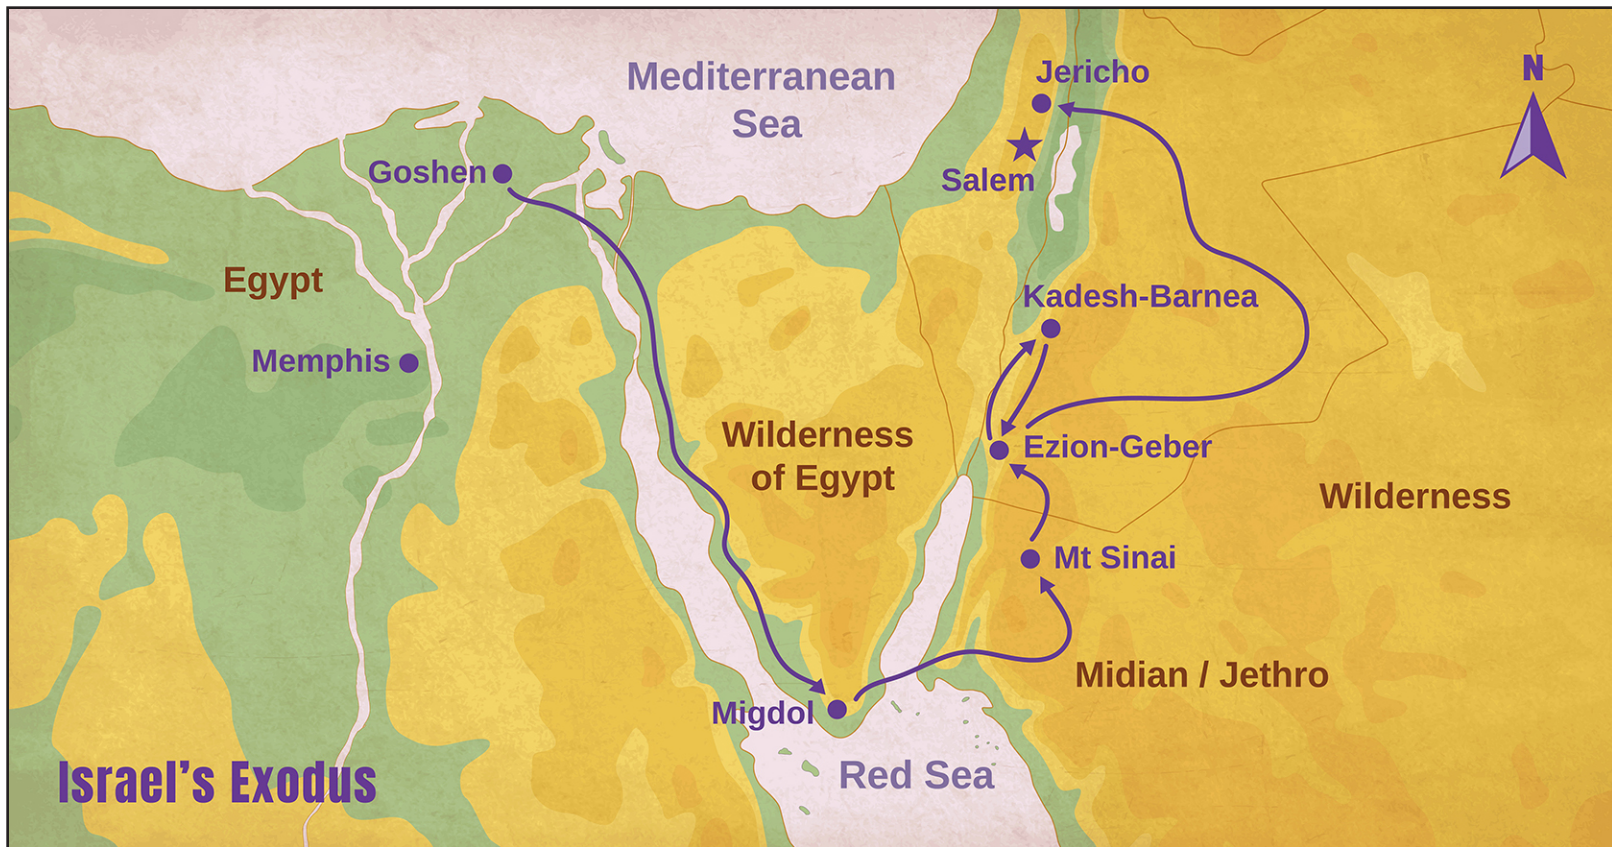 Mediterranean
Sea
Jericho
N
Goshen
Salem
Egypt
Kadesh-Barnea
Memphis
Wilderness
of Egypt
Ezion-Geber
Wilderness
Mt Sinai
Midian / Jethro
Migdol
Red Sea
Israel’s Exodus